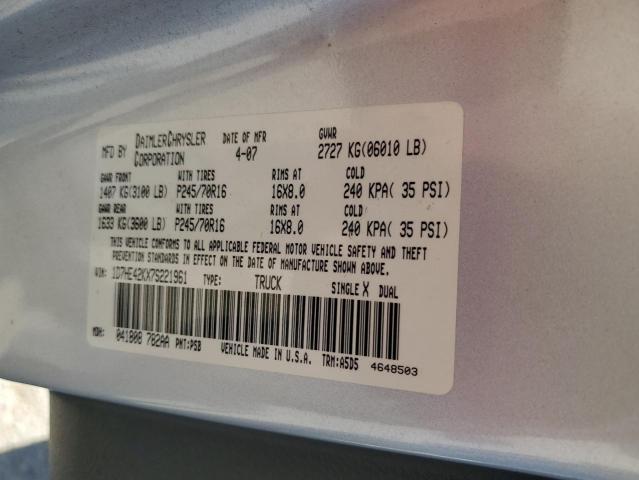 MFD BY DAIMLERCHRYSLER CORPORATION DATE OF MFR 4-07 GVWR 2727 KG(06010 LB)
GAWR FRONT WITH TIRES RIMS AT COLD
1407 KG(3100 LB) P245/70R16 16X8.0 240 KPA( 35 PSI)
GAWR REAR WITH TIRES RIMS AT COLD
1633 KG(3600 LB) P245/70R16 16X8.0 240 KPA( 35 PSI)
THIS VEHICLE CONFORMS TO ALL APPLICABLE FEDERAL MOTOR VEHICLE SAFETY AND THEFT
PREVENTION STANDARDS IN EFFECT ON THE DATE OF MANUFACTURE SHOWN ABOVE.
VIN: 1D7HE42KX7S221961 TYPE: TRUCK SINGLE X DUAL
MDH: 041808 782AA PNT:PSB VEHICLE MADE IN U.S.A. TRM:A5D5 4648503